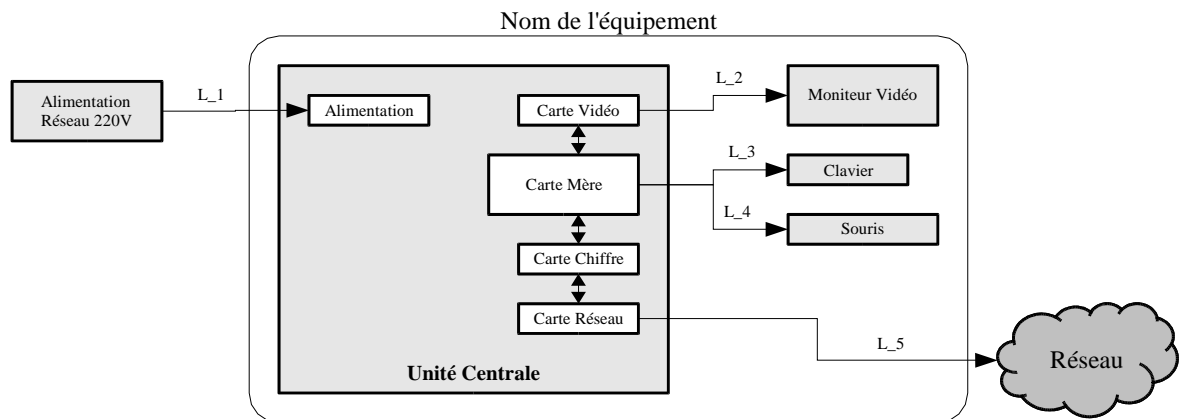 Nom de l'équipement
Alimentation
Réseau 220V
L_1
Alimentation
Carte Vidéo
L_2
Moniteur Vidéo
Carte Mère
L_3
Clavier
L_4
Souris
Carte Chiffre
Carte Réseau
L_5
Réseau
Unité Centrale